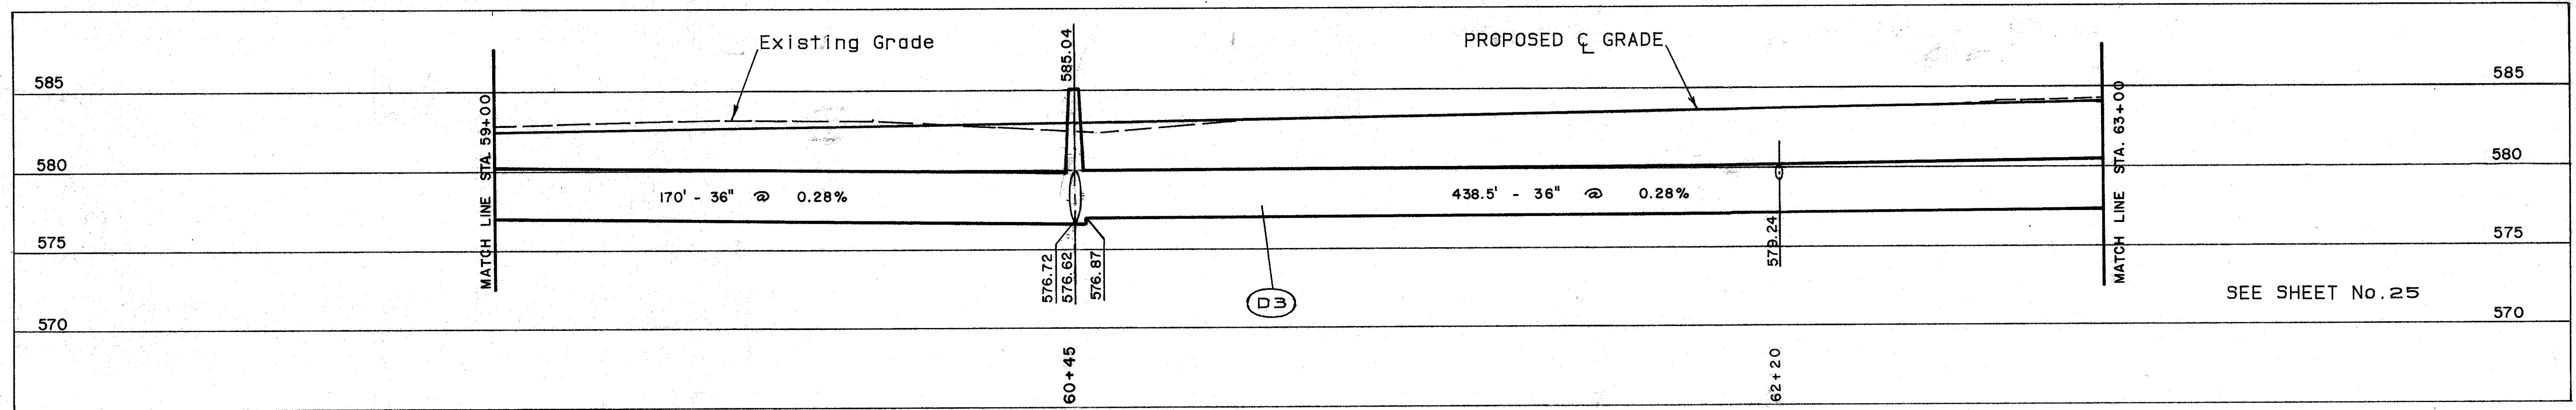 Existing Grade
585.04
PROPOSED ℄ GRADE
585
585
MATCH LINE STA. 59+00
MATCH LINE STA. 63+00
580
580
170' - 36" @ 0.28%
438.5' - 36" @ 0.28%
575
575
576.72
576.62
576.87
579.24
D3
SEE SHEET No.25
570
570
60+45
62+20